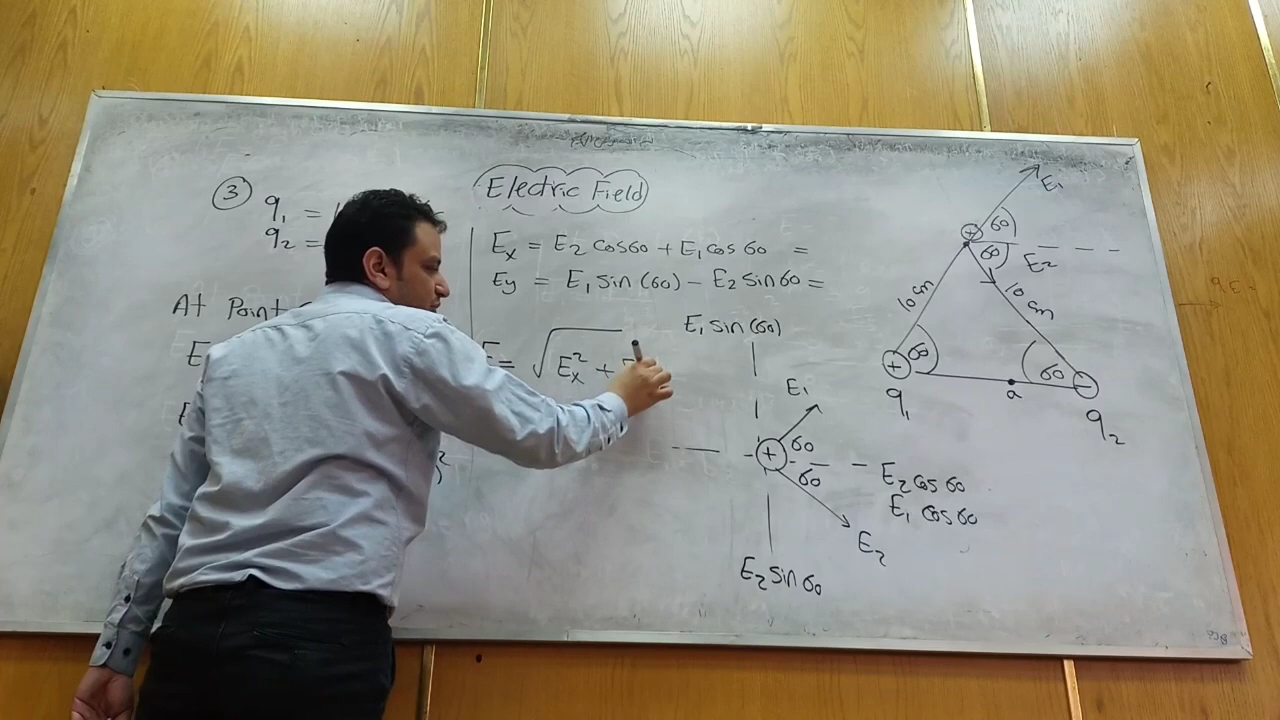 Electric Field
③ q₁ =
q₂ =
At Point
Eₓ = E₂ cos60 + E₁ cos 60 =
Ey = E₁ sin (60) - E₂ sin 60 =
E = √Eₓ² +
E₁ sin (60)
E₁
60
60
+
E₂ cos 60
E₁ cos 60
E₂
E₂ sin 60
E₁
+
60
60
E₂
10 cm
10 cm
+
60
60
-
a
q₁
q₂